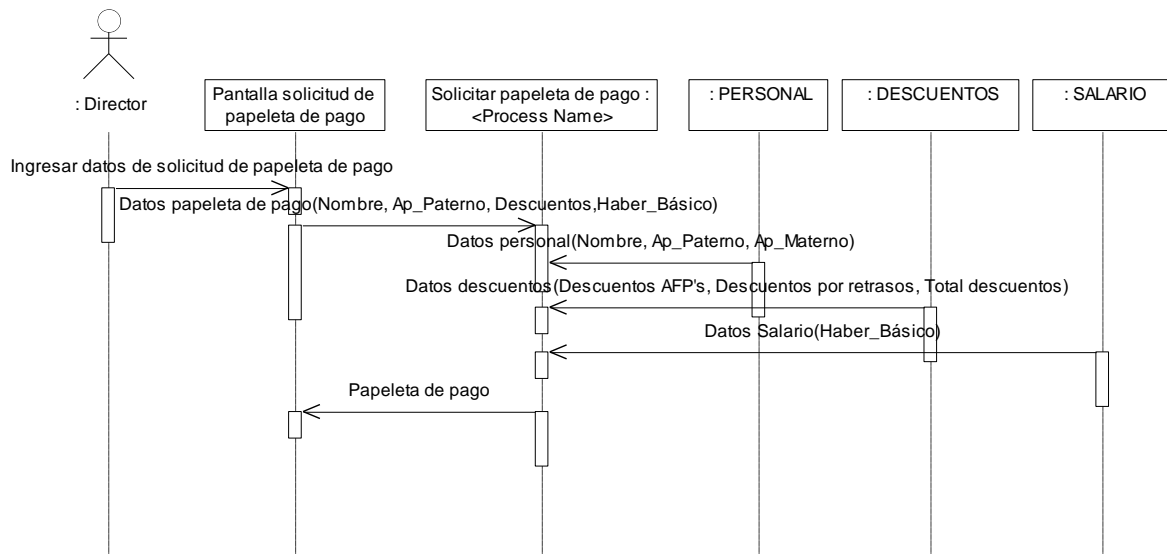 : Director
Pantalla solicitud de
papeleta de pago
Solicitar papeleta de pago :
<Process Name>
: PERSONAL
: DESCUENTOS
: SALARIO
Ingresar datos de solicitud de papeleta de pago
Datos papeleta de pago(Nombre, Ap_Paterno, Descuentos,Haber_Básico)
Datos personal(Nombre, Ap_Paterno, Ap_Materno)
Datos descuentos(Descuentos AFP's, Descuentos por retrasos, Total descuentos)
Datos Salario(Haber_Básico)
Papeleta de pago